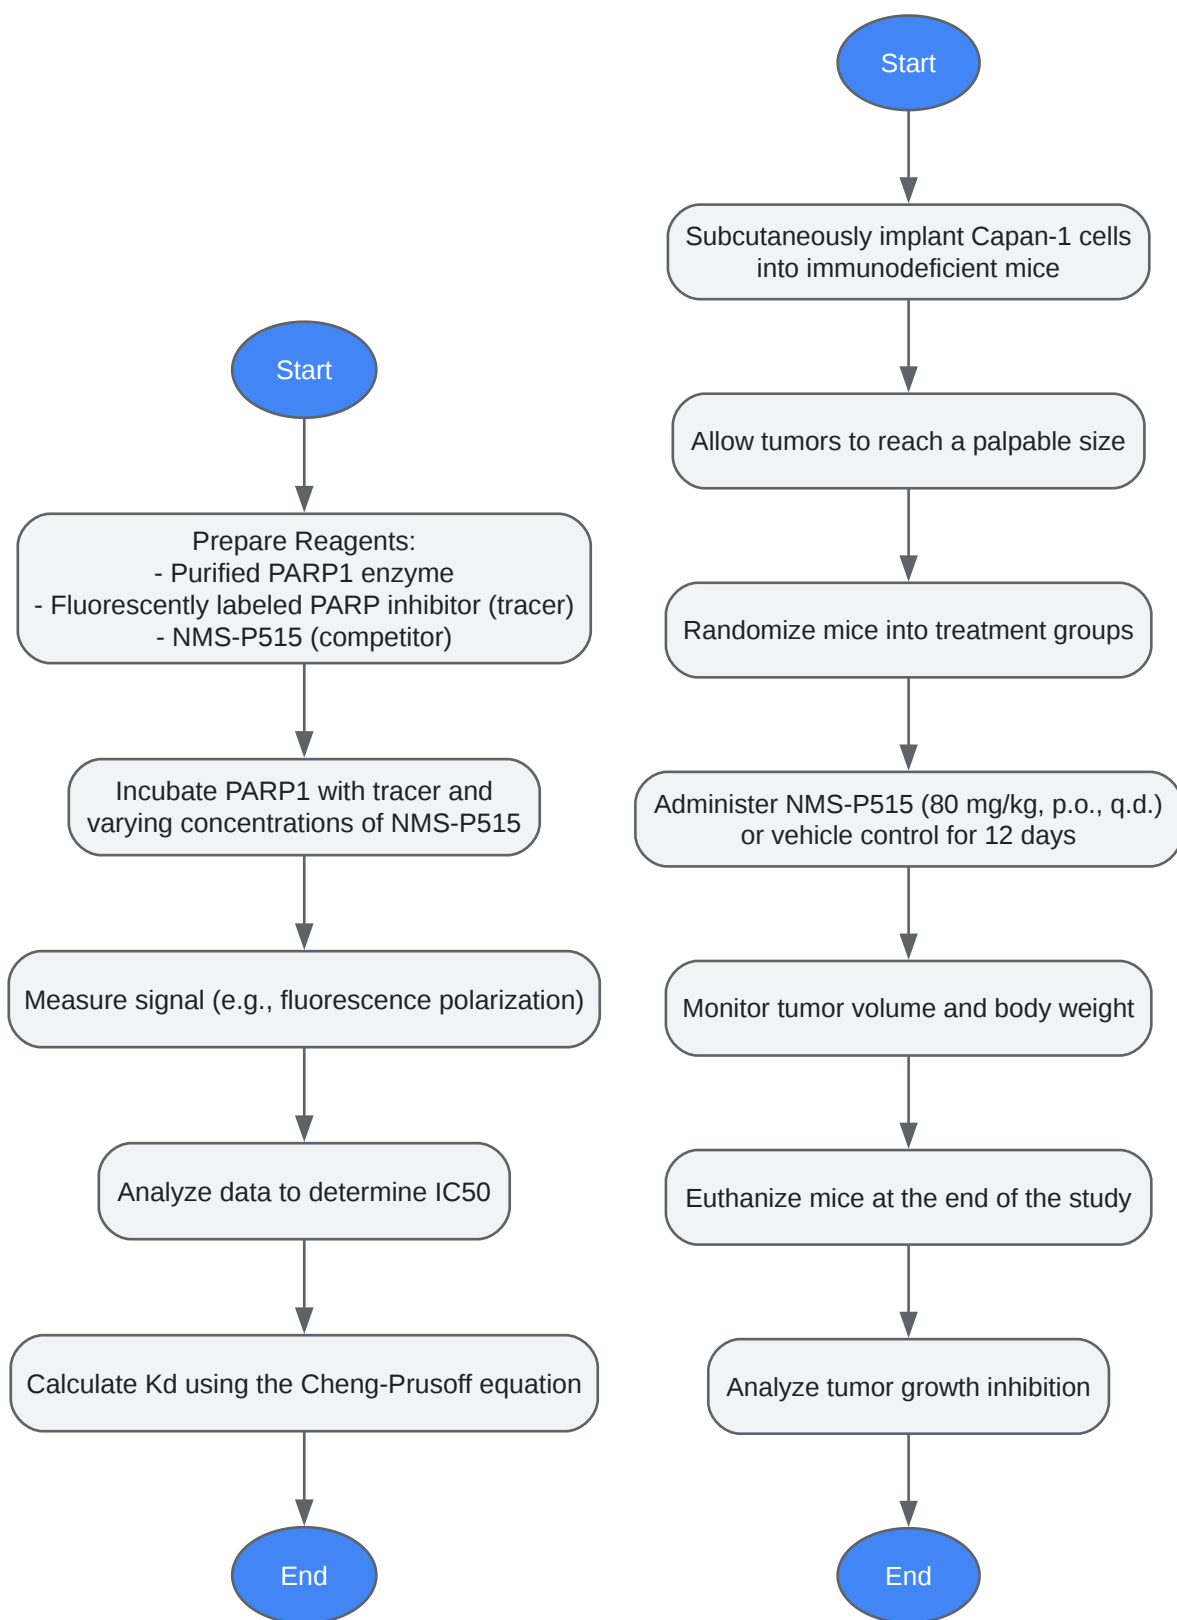 Start
Prepare Reagents:
- Purified PARP1 enzyme
- Fluorescently labeled PARP inhibitor (tracer)
- NMS-P515 (competitor)
Incubate PARP1 with tracer and
varying concentrations of NMS-P515
Measure signal (e.g., fluorescence polarization)
Analyze data to determine IC50
Calculate Kd using the Cheng-Prusoff equation
End
Start
Subcutaneously implant Capan-1 cells
into immunodeficient mice
Allow tumors to reach a palpable size
Randomize mice into treatment groups
Administer NMS-P515 (80 mg/kg, p.o., q.d.)
or vehicle control for 12 days
Monitor tumor volume and body weight
Euthanize mice at the end of the study
Analyze tumor growth inhibition
End